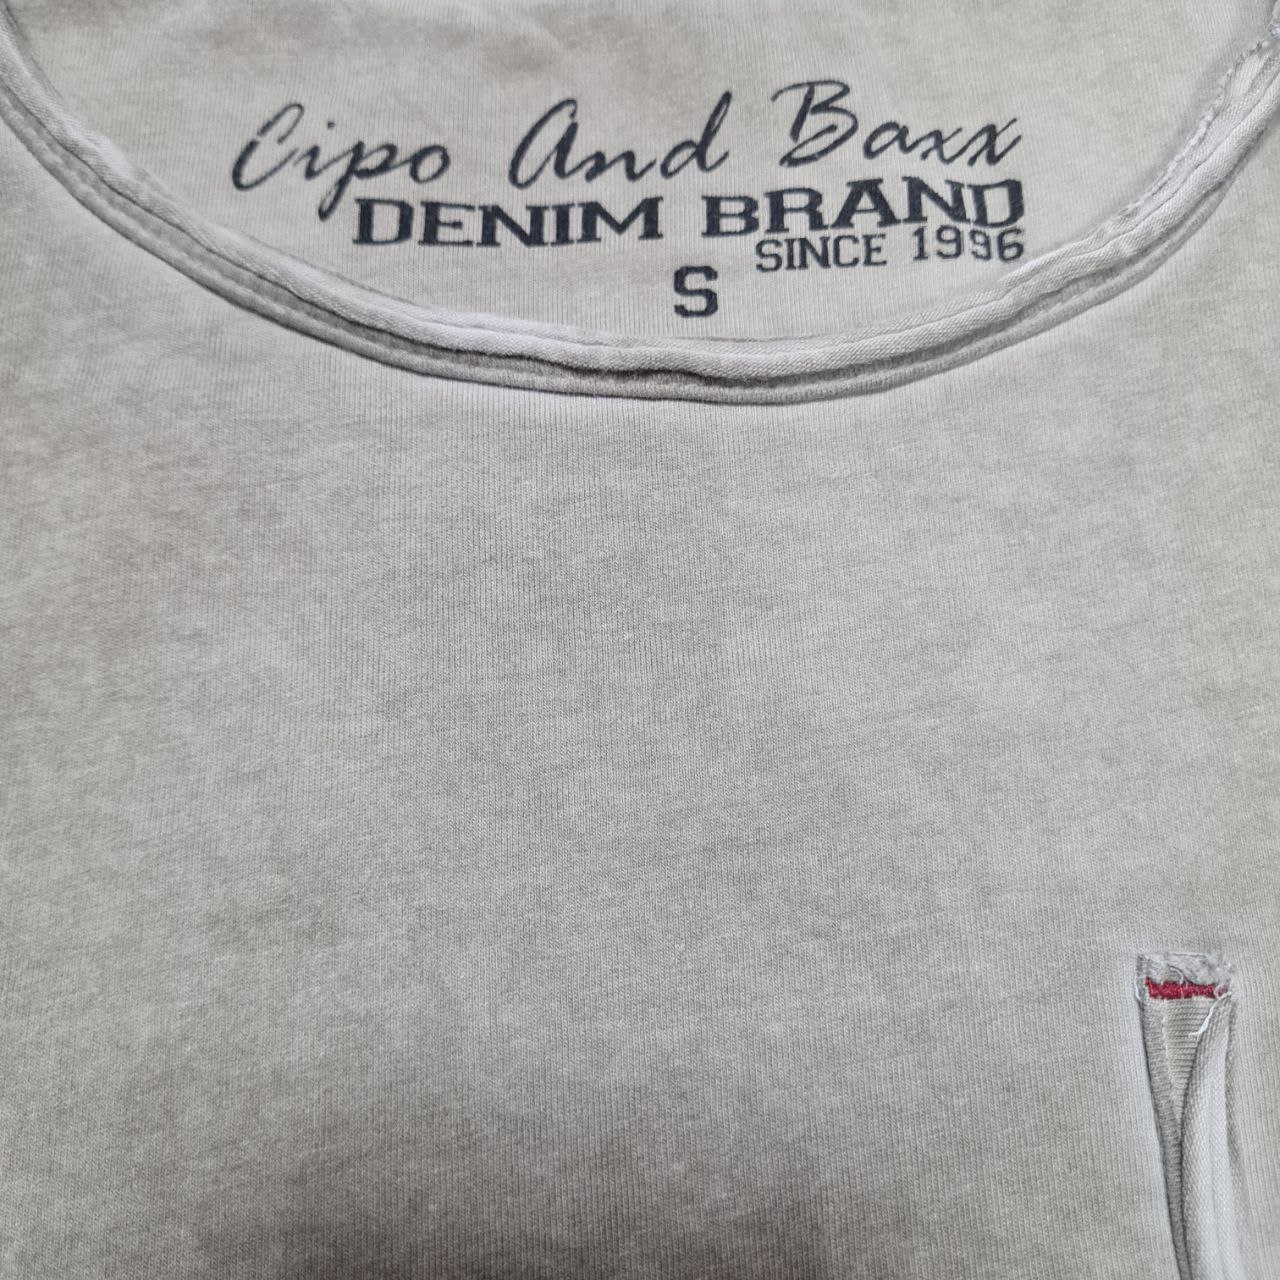 Cipo And Baxx
DENIM BRAND
SINCE 1996
S